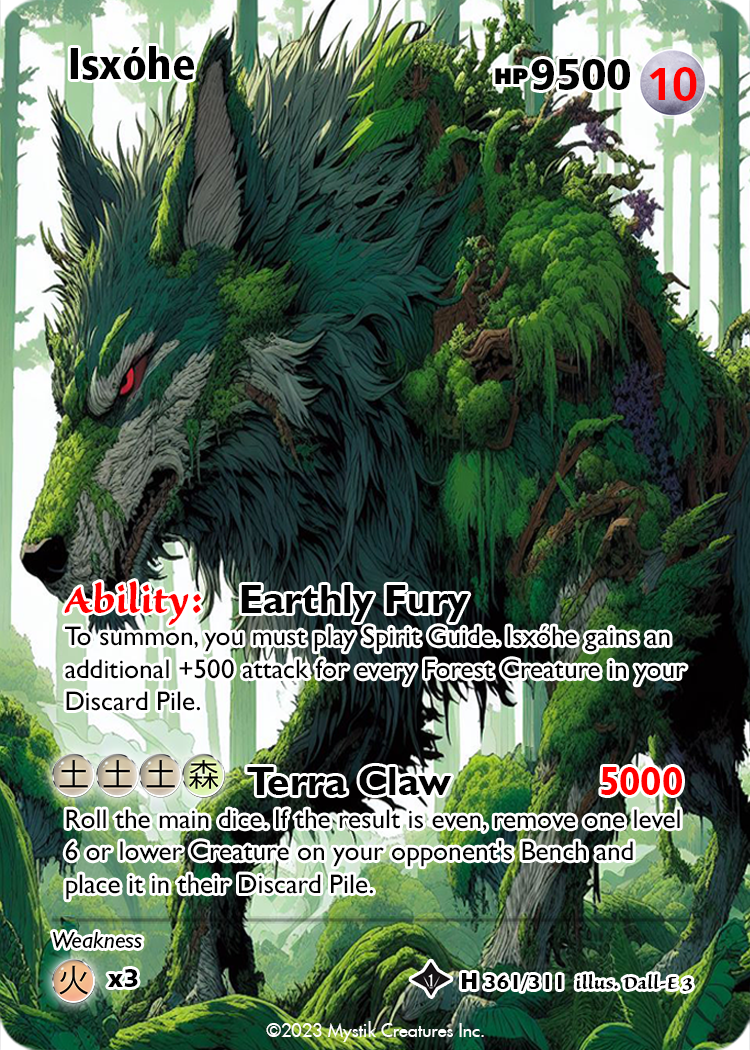 Isxóhe HP 9500 10
Ability: Earthly Fury
To summon, you must play Spirit Guide. Isxóhe gains an
additional +500 attack for every Forest Creature in your
Discard Pile.
土 土 土 森 Terra Claw 5000
Roll the main dice. If the result is even, remove one level
6 or lower Creature on your opponent's Bench and
place it in their Discard Pile.
Weakness
火 x3
1 H 361/311 illus. Dall-E 3
©2023 Mystik Creatures Inc.